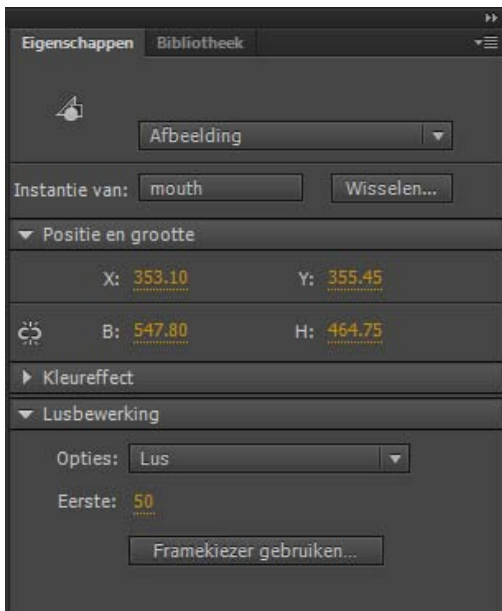 Eigenschappen Bibliotheek
Afbeelding
Instantie van: mouth Wisselen...
Positie en grootte
X: 353.10 Y: 355.45
B: 547.80 H: 464.75
Kleureffect
Lusbewerking
Opties: Lus
Eerste: 50
Framekiezer gebruiken...